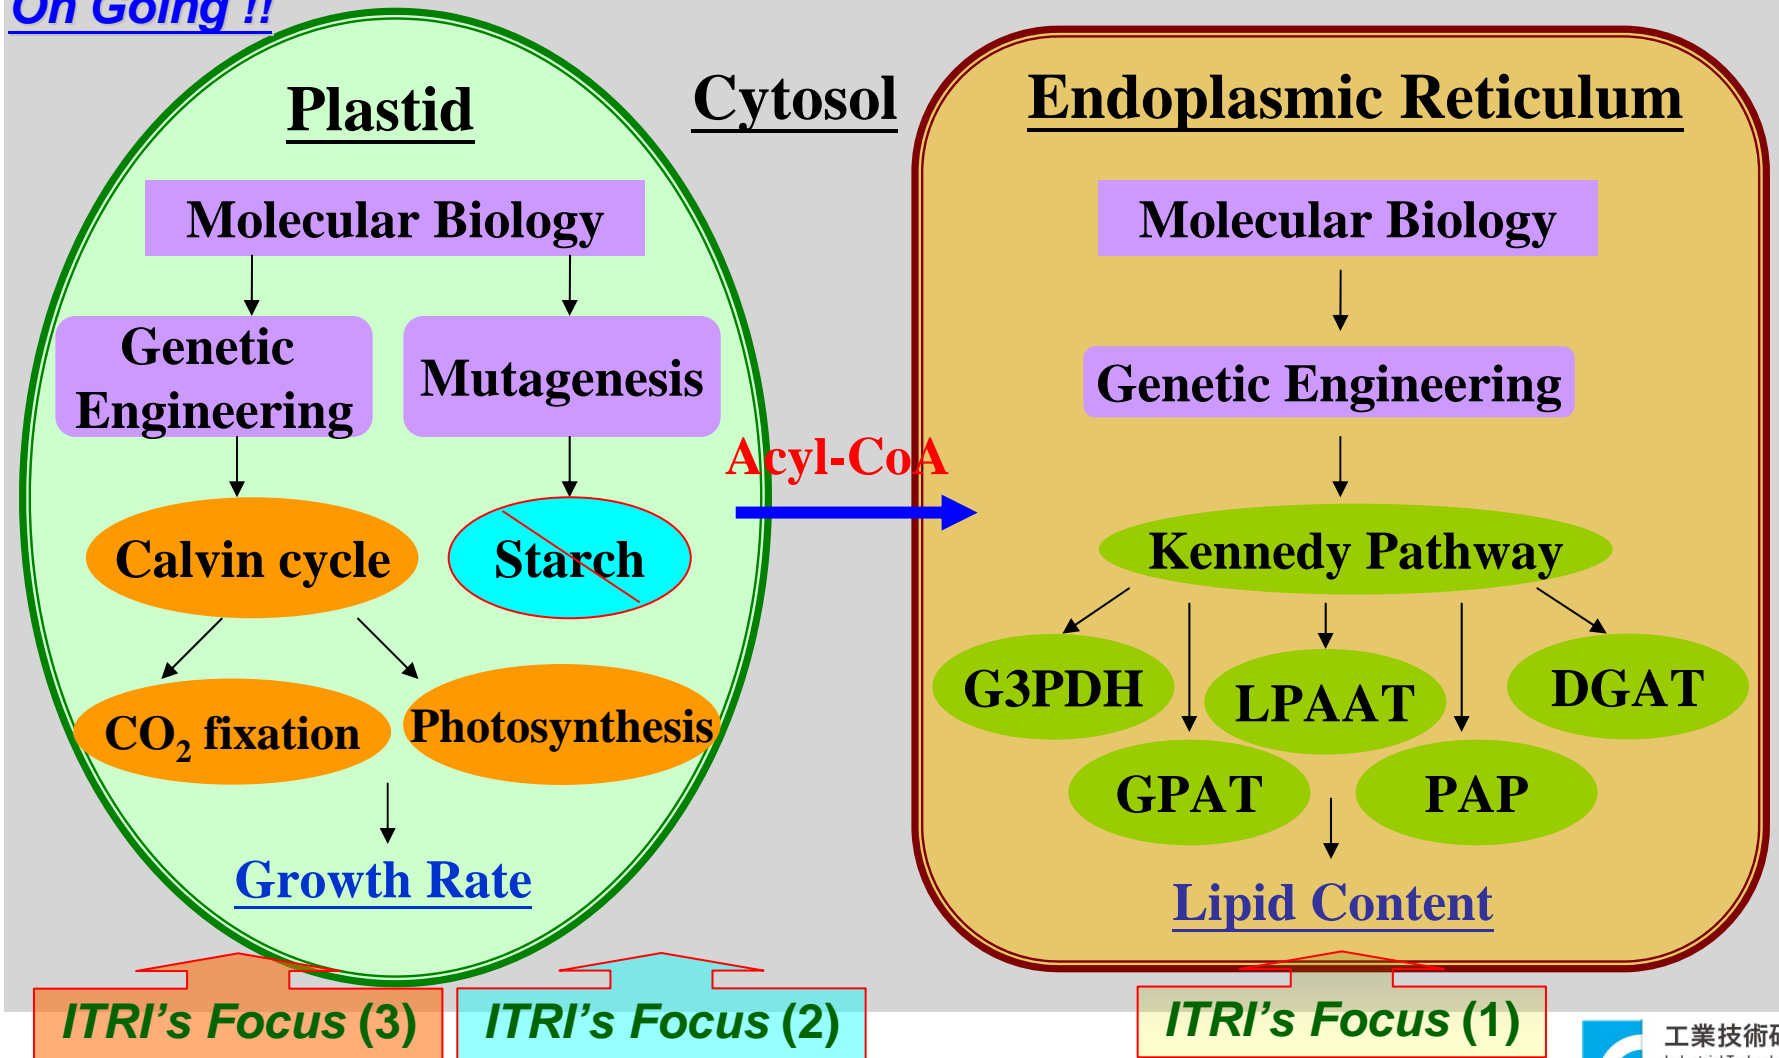 On Going !!
Plastid
Cytosol
Endoplasmic Reticulum
Molecular Biology
Molecular Biology
Genetic
Engineering
Mutagenesis
Genetic Engineering
Acyl-CoA
Calvin cycle
Starch
Kennedy Pathway
G3PDH
LPAAT
DGAT
CO₂ fixation
Photosynthesis
GPAT
PAP
Growth Rate
Lipid Content
ITRI's Focus (3)
ITRI's Focus (2)
ITRI's Focus (1)
工業技術研